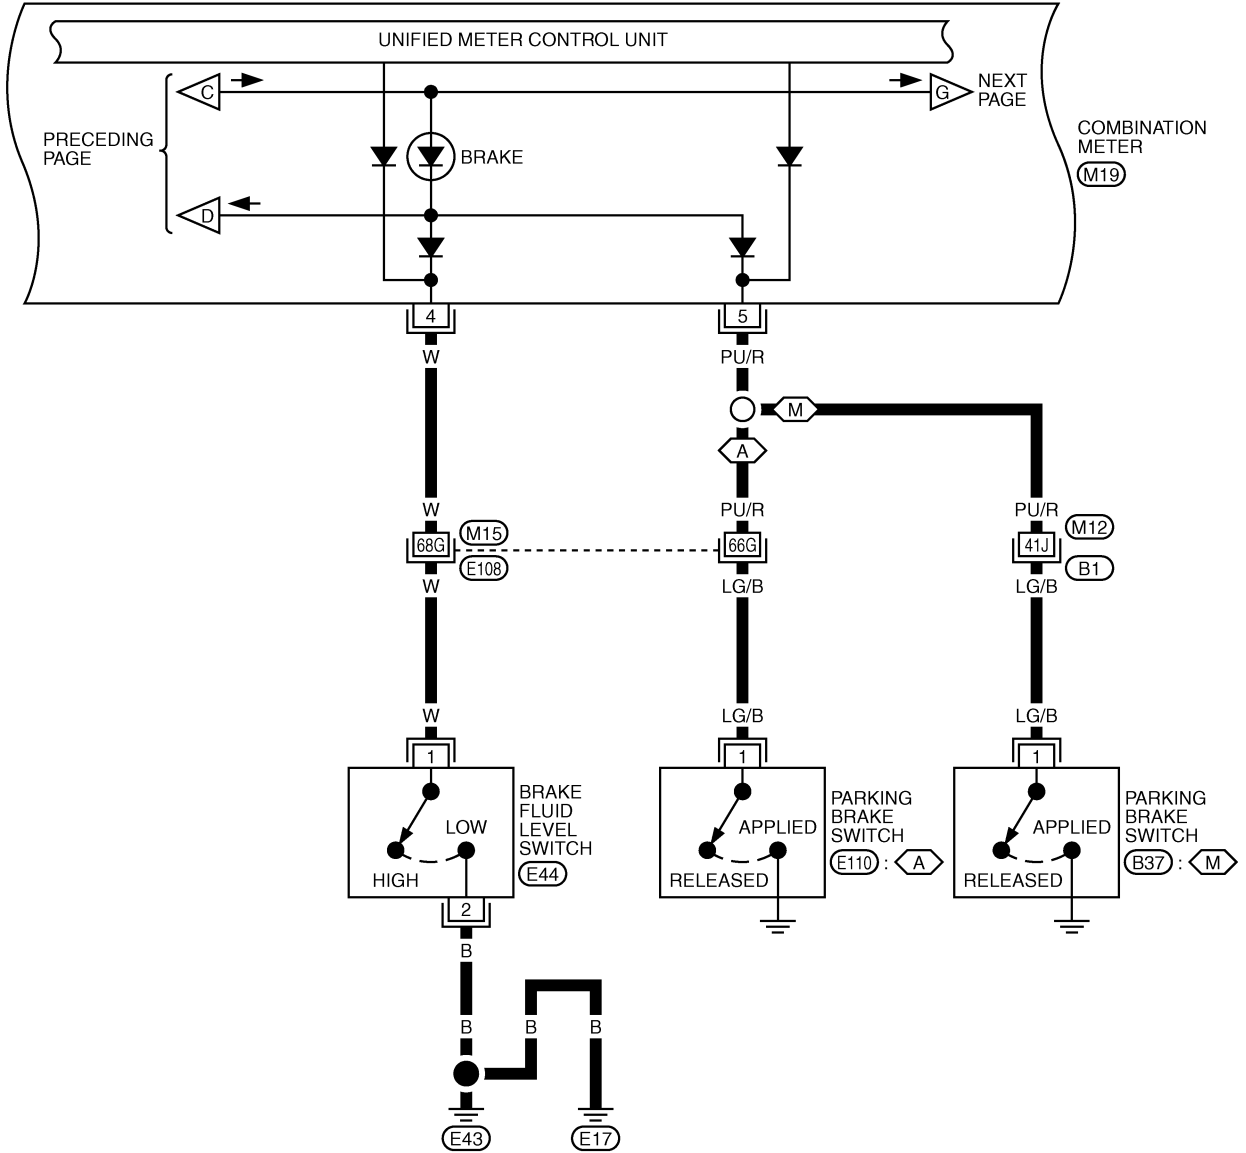 UNIFIED METER CONTROL UNIT
C
G
NEXT
PAGE
PRECEDING
PAGE
BRAKE
COMBINATION
METER
M19
D
4
5
W
PU/R
M
A
W
PU/R
PU/R
68G
M15
E108
66G
41J
M12
B1
W
LG/B
LG/B
W
LG/B
LG/B
1
1
1
BRAKE
FLUID
LEVEL
SWITCH
E44
LOW
HIGH
PARKING
BRAKE
SWITCH
E110 : A
APPLIED
RELEASED
PARKING
BRAKE
SWITCH
B37 : M
APPLIED
RELEASED
2
B
B
B
B
E43
E17